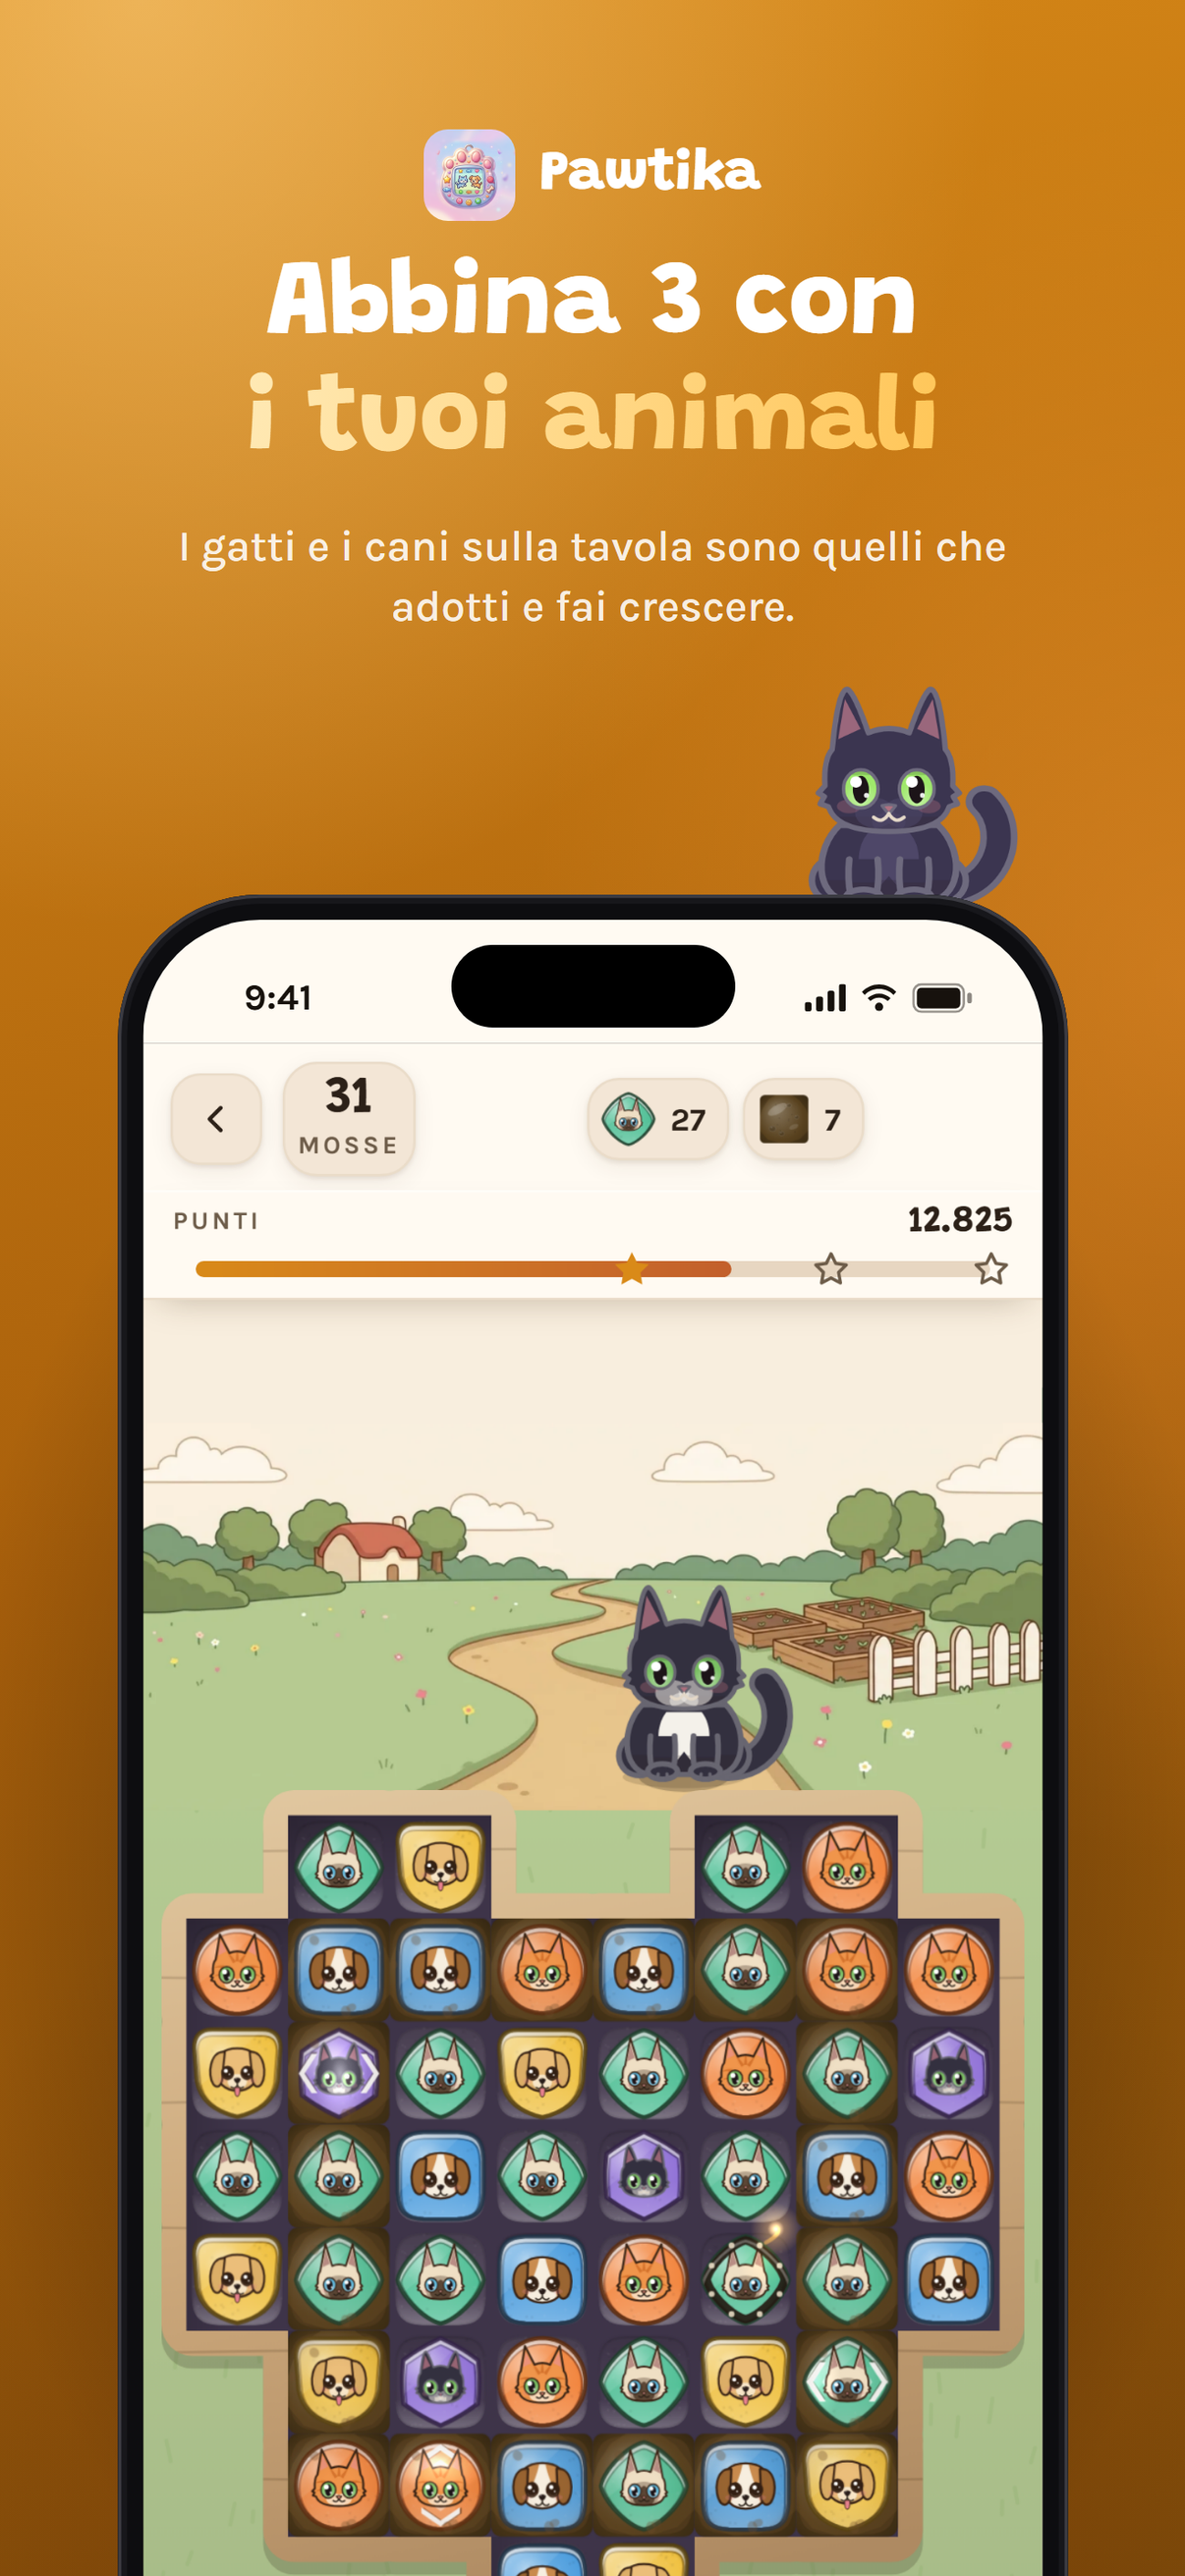 Pawtika
Abbina 3 con
i tuoi animali
I gatti e i cani sulla tavola sono quelli che
adotti e fai crescere.
9:41
31
MOSSE
27
7
PUNTI
12.825